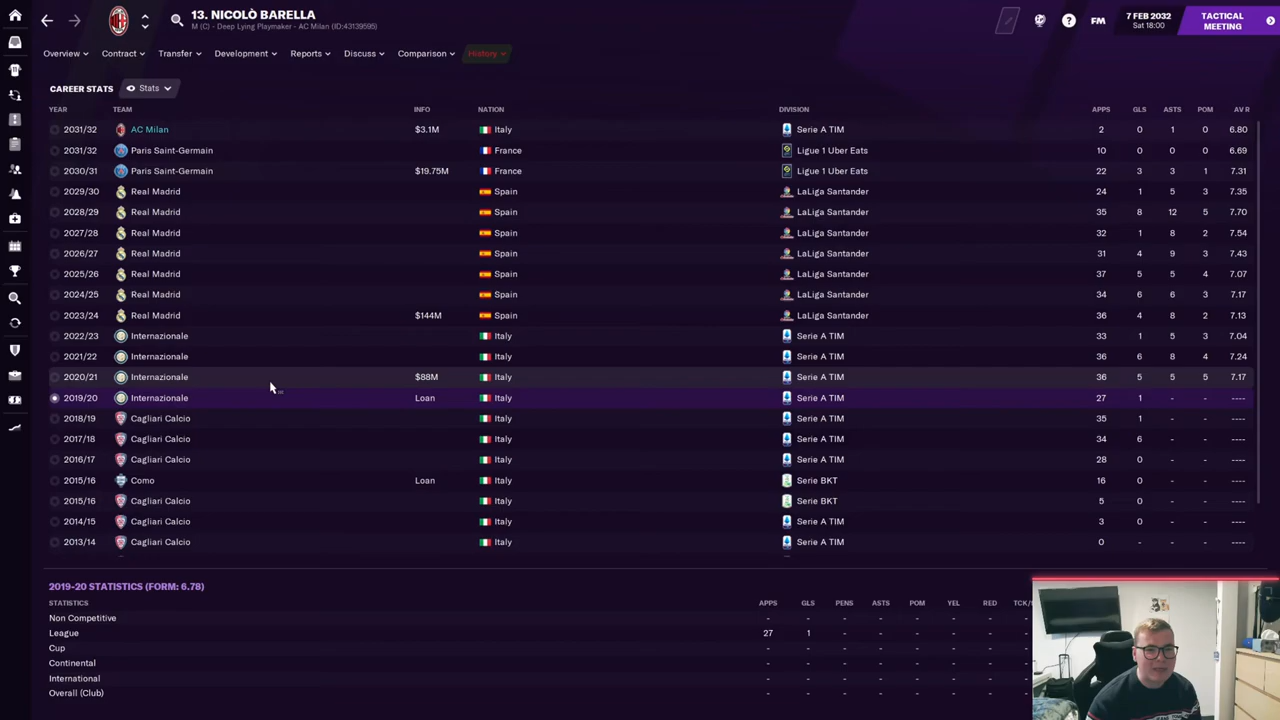 13. NICOLÒ BARELLA
M (C) - Deep Lying Playmaker - AC Milan (ID:43139595)
FM
7 FEB 2032
Sat 18:00
TACTICAL
MEETING
Overview Contract Transfer Development Reports Discuss Comparison History
CAREER STATS Stats
YEAR TEAM INFO NATION DIVISION APPS GLS ASTS POM AV R
2031/32 AC Milan $3.1M Italy Serie A TIM 2 0 1 0 6.80
2031/32 Paris Saint-Germain France Ligue 1 Uber Eats 10 0 0 0 6.69
2030/31 Paris Saint-Germain $19.75M France Ligue 1 Uber Eats 22 3 3 1 7.31
2029/30 Real Madrid Spain LaLiga Santander 24 1 5 3 7.35
2028/29 Real Madrid Spain LaLiga Santander 35 8 12 5 7.70
2027/28 Real Madrid Spain LaLiga Santander 32 1 8 2 7.54
2026/27 Real Madrid Spain LaLiga Santander 31 4 9 3 7.43
2025/26 Real Madrid Spain LaLiga Santander 37 5 5 4 7.07
2024/25 Real Madrid Spain LaLiga Santander 34 6 6 3 7.17
2023/24 Real Madrid $144M Spain LaLiga Santander 36 4 8 2 7.13
2022/23 Internazionale Italy Serie A TIM 33 1 5 3 7.04
2021/22 Internazionale Italy Serie A TIM 36 6 8 4 7.24
2020/21 Internazionale $88M Italy Serie A TIM 36 5 5 5 7.17
2019/20 Internazionale Loan Italy Serie A TIM 27 1 - - ----
2018/19 Cagliari Calcio Italy Serie A TIM 35 1 - - ----
2017/18 Cagliari Calcio Italy Serie A TIM 34 6 - - ----
2016/17 Cagliari Calcio Italy Serie A TIM 28 0 - - ----
2015/16 Como Loan Italy Serie BKT 16 0 - - ----
2015/16 Cagliari Calcio Italy Serie BKT 5 0 - - ----
2014/15 Cagliari Calcio Italy Serie A TIM 3 0 - - ----
2013/14 Cagliari Calcio Italy Serie A TIM 0 - - - ----
2019-20 STATISTICS (FORM: 6.78)
STATISTICS APPS GLS PENS ASTS POM YEL RED TCK/
Non Competitive - - - - - - - -
League 27 1 - - - - - -
Cup - - - - - - - -
Continental - - - - - - - -
International - - - - - - - -
Overall (Club) - - - - - - - -